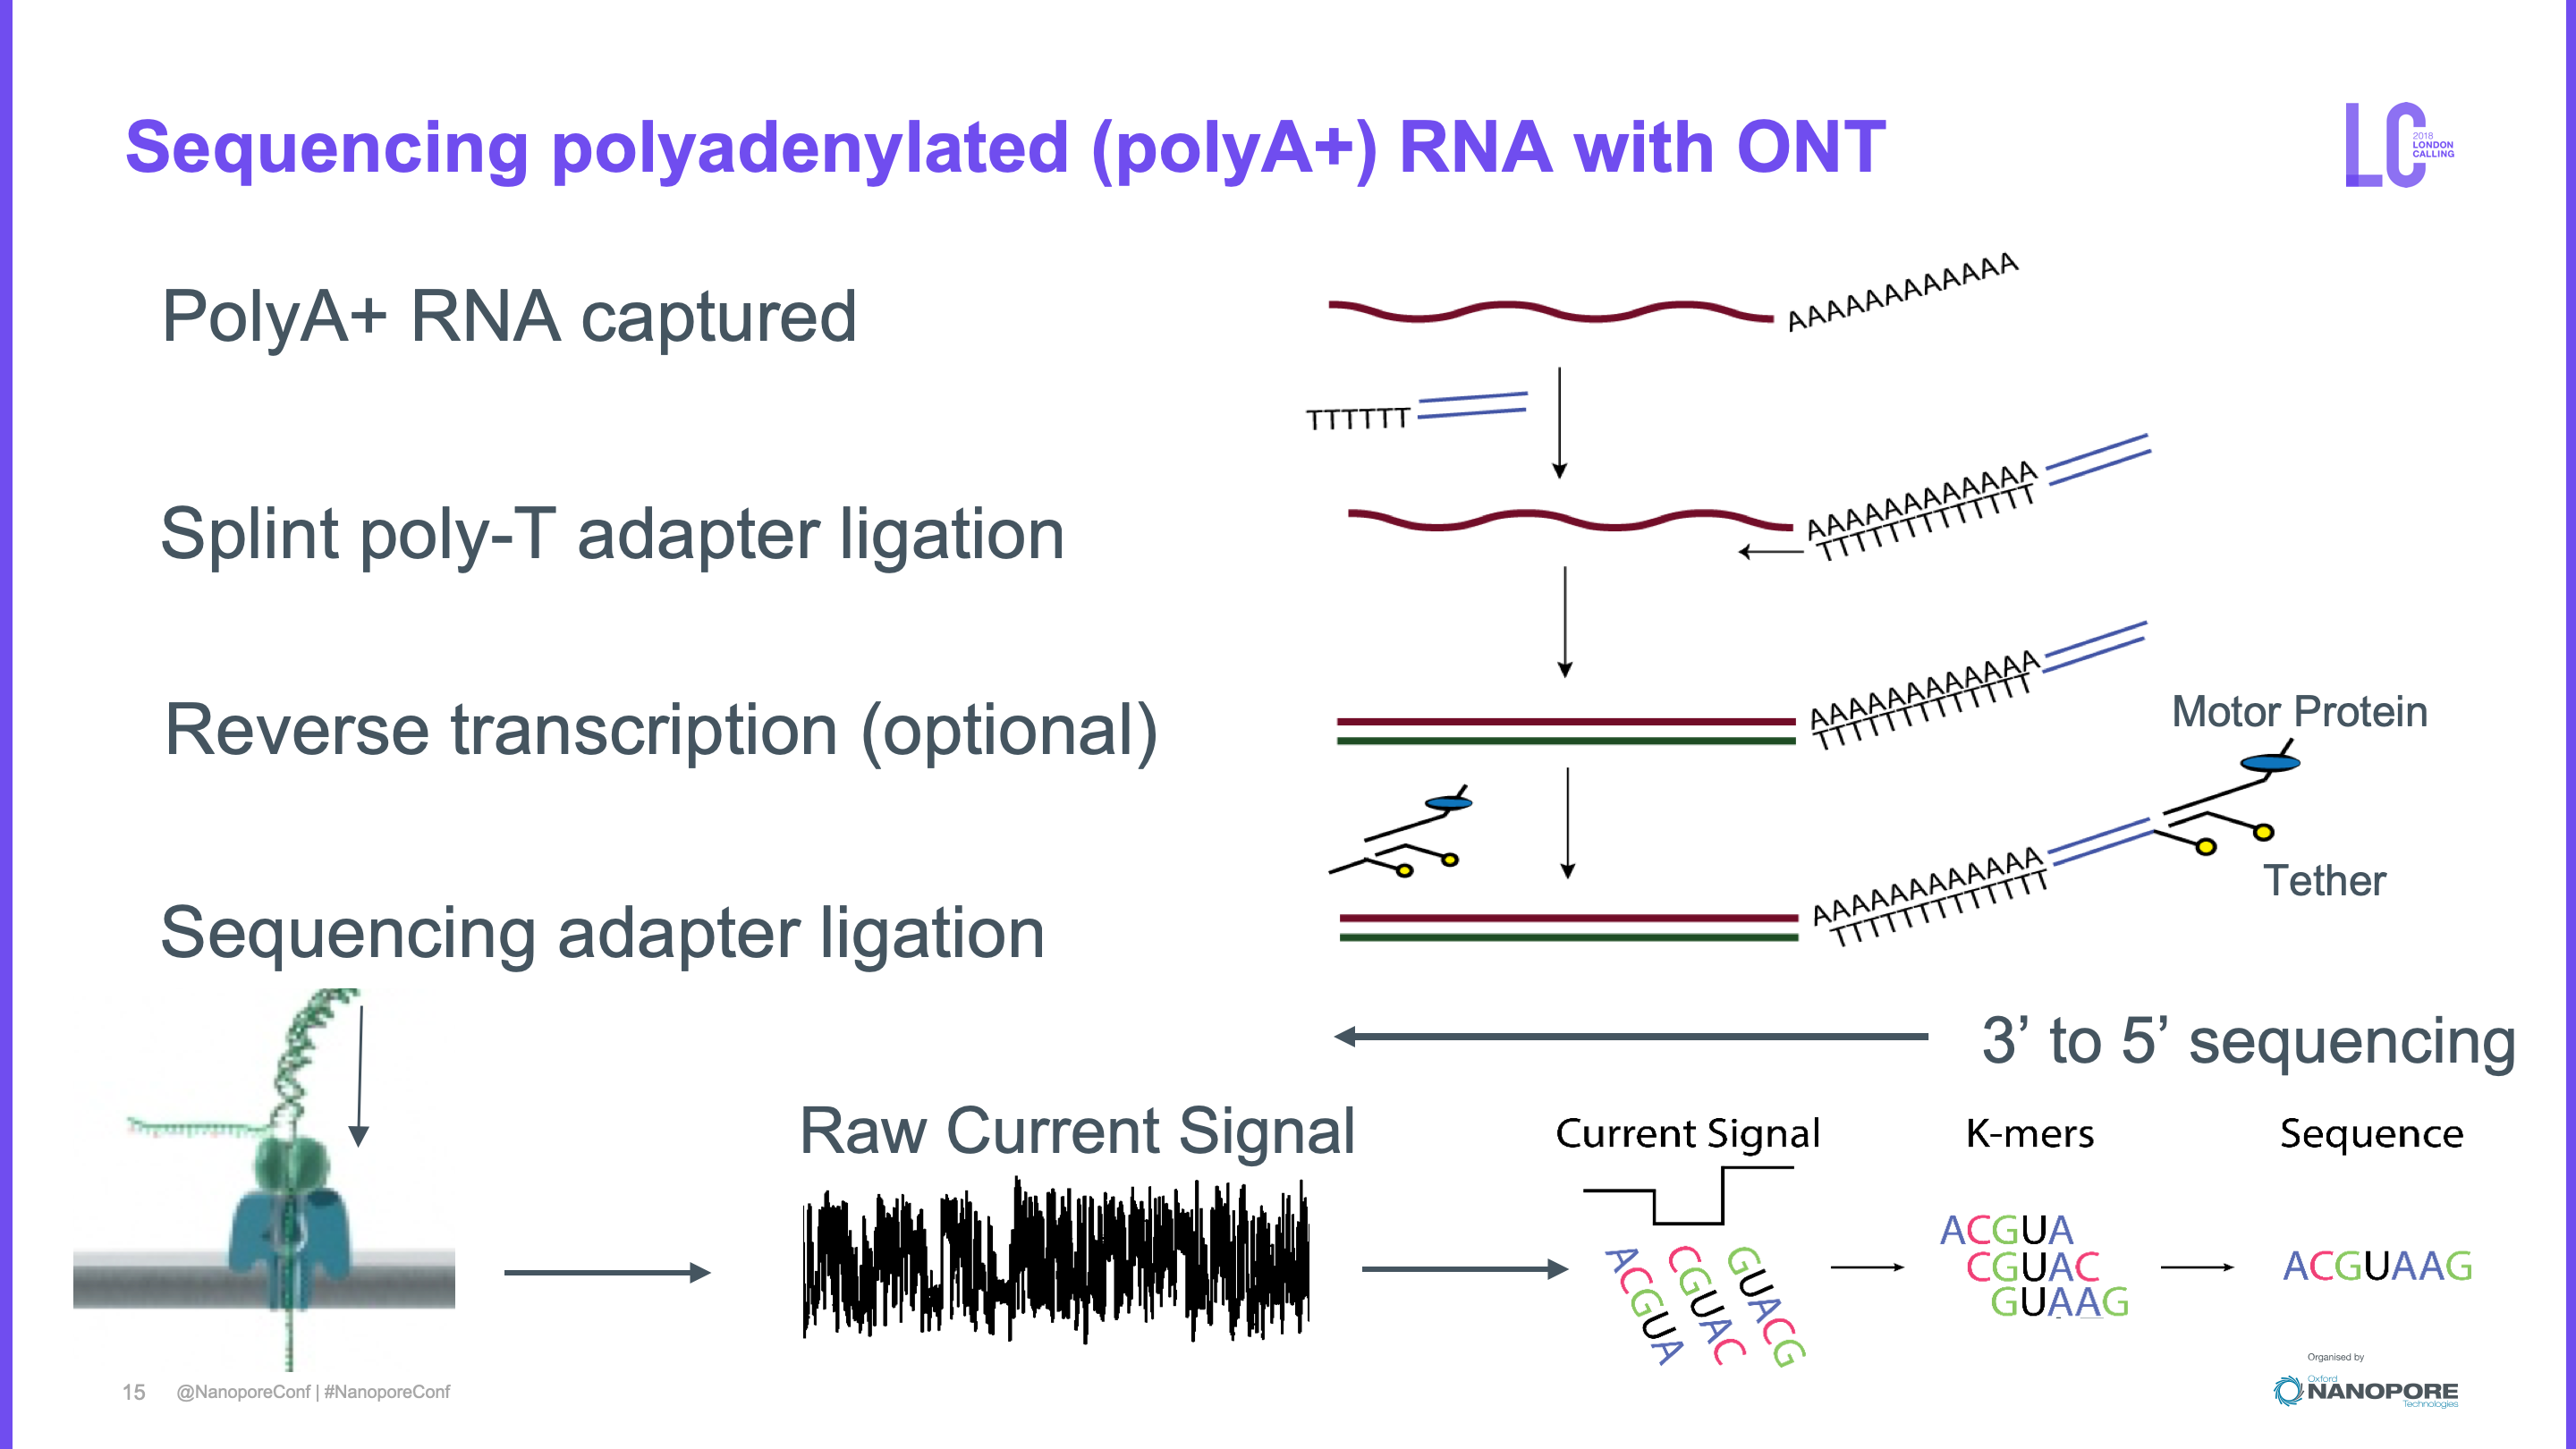 Sequencing polyadenylated (polyA+) RNA with ONT
LC
2018
LONDON
CALLING
PolyA+ RNA captured
AAAAAAAAAAAA
TTTTTT
Splint poly-T adapter ligation
AAAAAAAAAAAA
TTTTTTTTTTTT
Reverse transcription (optional)
AAAAAAAAAAAA
TTTTTTTTTTTT
Motor Protein
Sequencing adapter ligation
AAAAAAAAAAAA
TTTTTTTTTTTT
Tether
3’ to 5’ sequencing
Raw Current Signal
Current Signal
ACGUA
CGUAC
GUACG
K-mers
ACGUA
CGUAC
GUAAG
Sequence
ACGUAAG
15
@NanoporeConf | #NanoporeConf
Organised by
Oxford
NANOPORE
Technologies